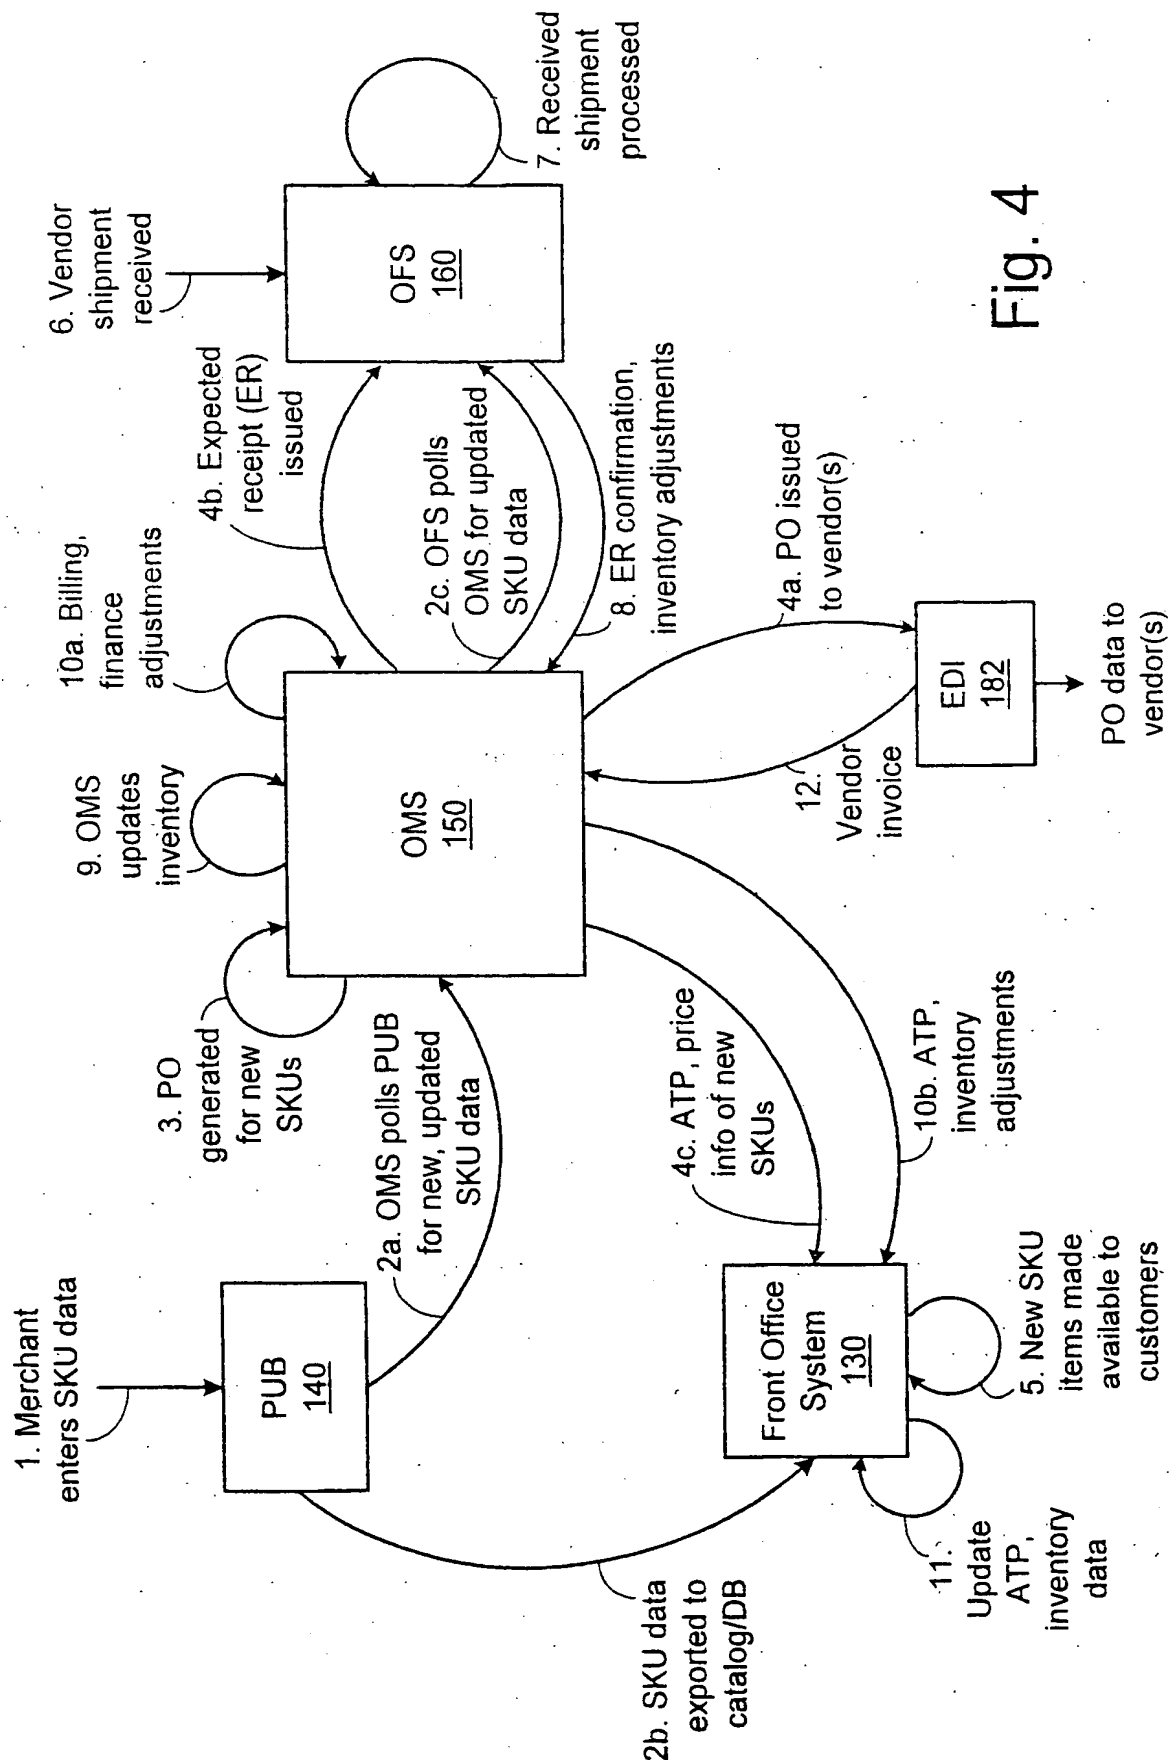 1. Merchant
enters SKU data
PUB
140
2a. OMS polls PUB
for new, updated
SKU data
2b. SKU data
exported to
catalog/DB
3. PO
generated
for new
SKUs
9. OMS
updates
inventory
10a. Billing,
finance
adjustments
OMS
150
4b. Expected
receipt (ER)
issued
2c. OFS polls
OMS for updated
SKU data
8. ER confirmation,
inventory adjustments
6. Vendor
shipment
received
OFS
160
7. Received
shipment
processed
4a. PO issued
to vendor(s)
12.
Vendor
invoice
EDI
182
PO data to
vendor(s)
4c. ATP, price
info of new
SKUs
10b. ATP,
inventory
adjustments
Front Office
System
130
5. New SKU
items made
available to
customers
11.
Update
ATP,
inventory
data
Fig. 4